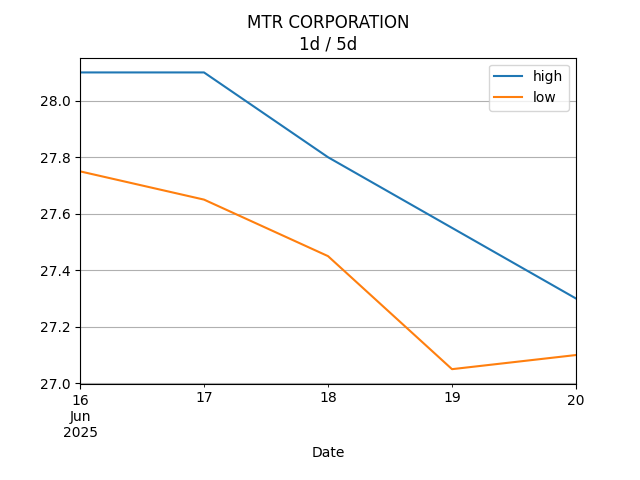 MTR CORPORATION
1d / 5d
high
low
28.0
27.8
27.6
27.4
27.2
27.0
16 17 18 19 20
Jun
2025
Date